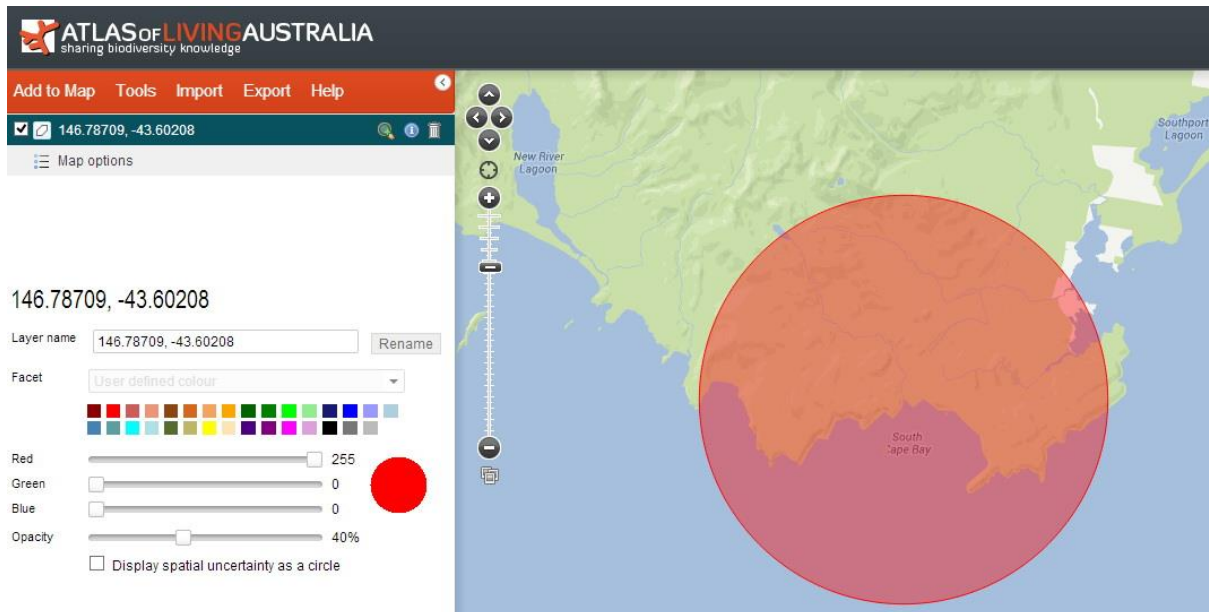 ATLAS OF LIVING AUSTRALIA
sharing biodiversity knowledge
Add to Map Tools Import Export Help
146.78709, -43.60208
Map options
146.78709, -43.60208
Layer name 146.78709, -43.60208 Rename
Facet User defined colour
Red 255
Green 0
Blue 0
Opacity 40%
Display spatial uncertainty as a circle
New River
Lagoon
Southport
Lagoon
South
Cape Bay